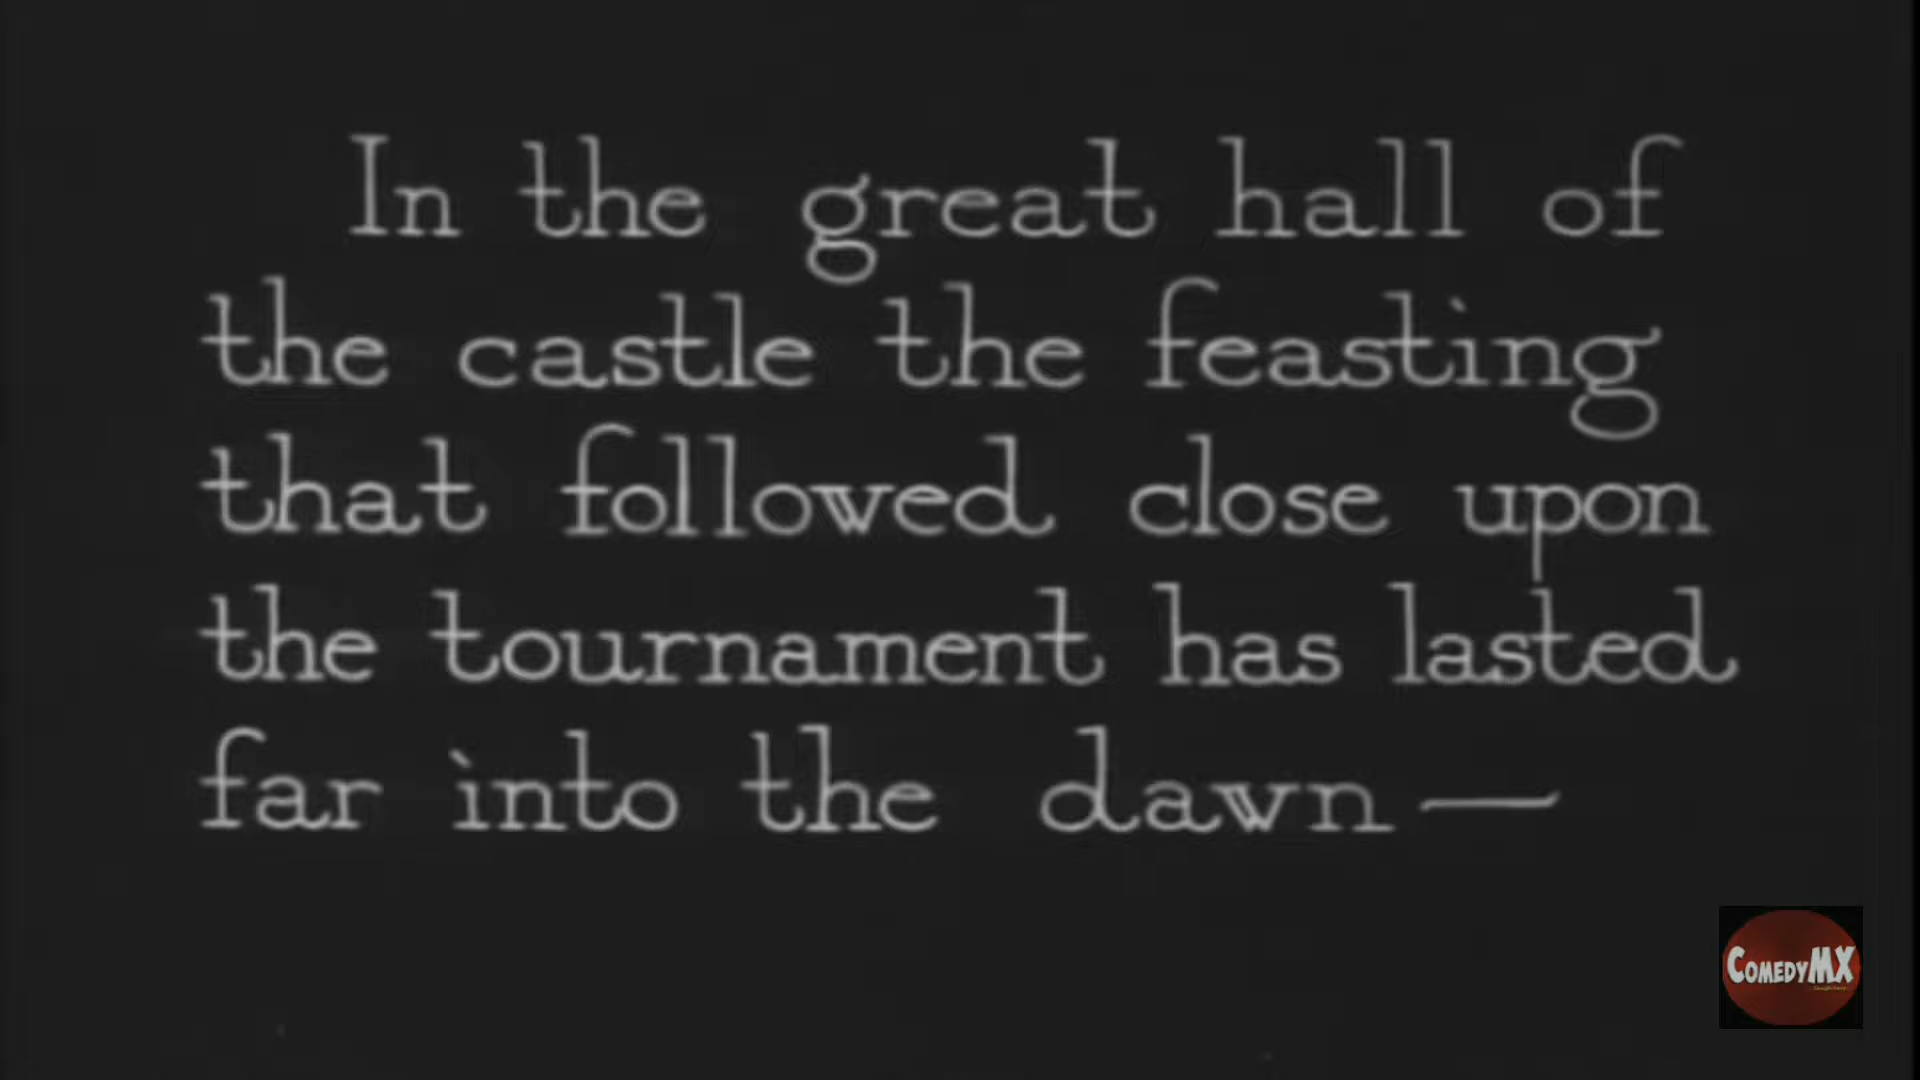 In the great hall of
the castle the feasting
that followed close upon
the tournament has lasted
far into the dawn—
COMEDYMX